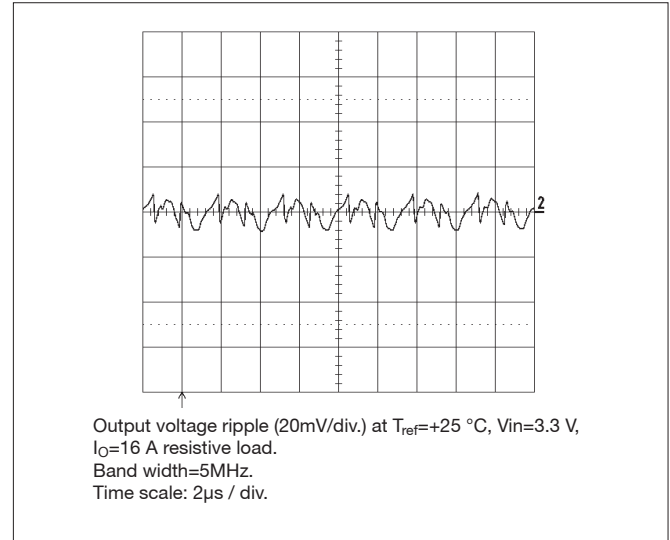 2
Output voltage ripple (20mV/div.) at Tref=+25 °C, Vin=3.3 V,
IO=16 A resistive load.
Band width=5MHz.
Time scale: 2µs / div.